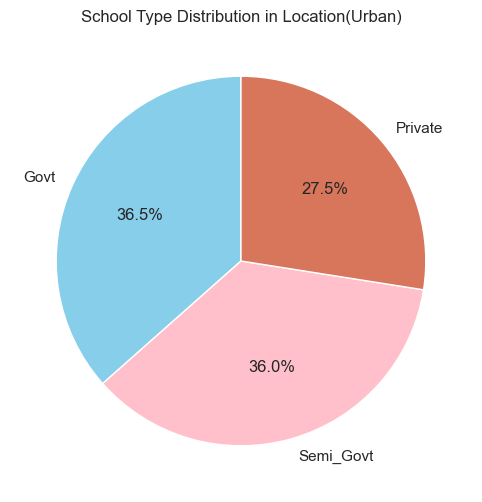 School Type Distribution in Location(Urban)
Private
27.5%
Govt
36.5%
36.0%
Semi_Govt